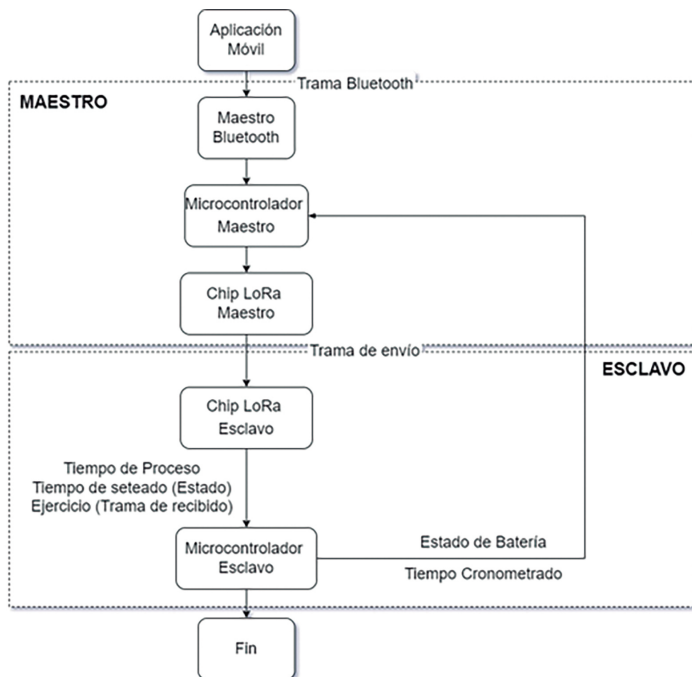 Aplicación
Móvil
Trama Bluetooth
MAESTRO
Maestro
Bluetooth
Microcontrolador
Maestro
Chip LoRa
Maestro
Trama de envío
ESCLAVO
Chip LoRa
Esclavo
Tiempo de Proceso
Tiempo de seteado (Estado)
Ejercicio (Trama de recibido)
Microcontrolador
Esclavo
Estado de Batería
Tiempo Cronometrado
Fin